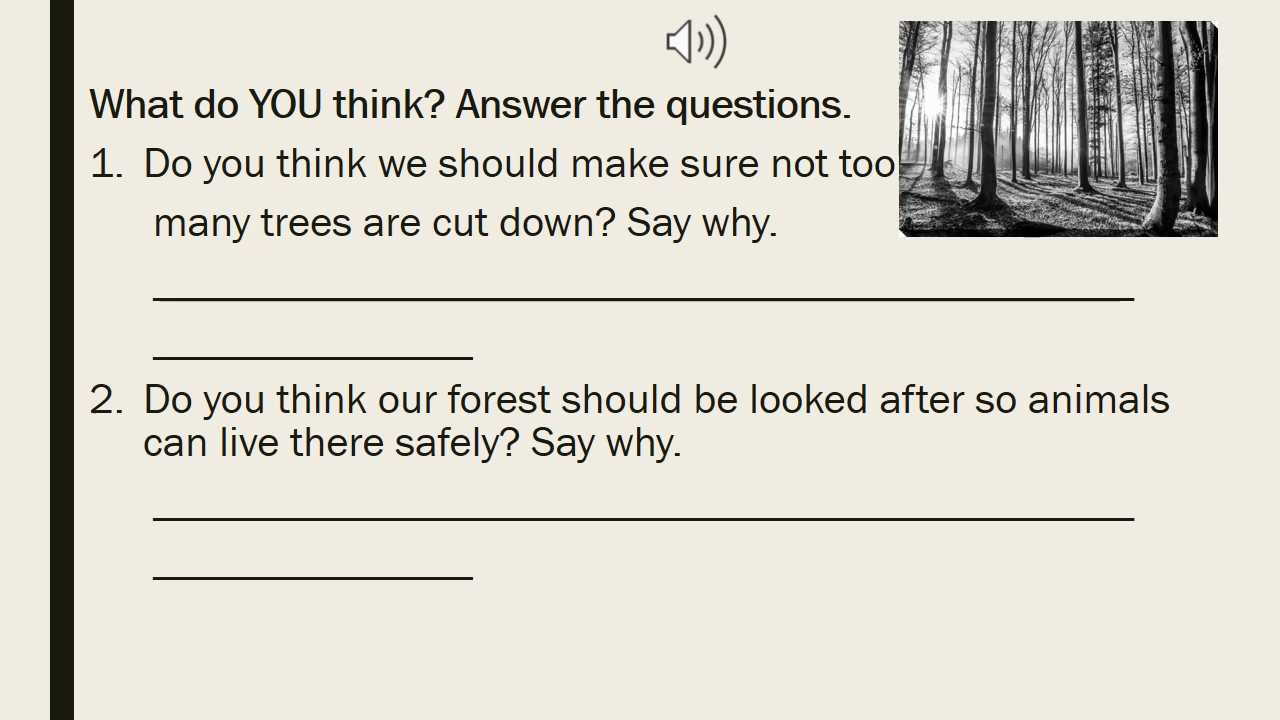 What do YOU think? Answer the questions.
1. Do you think we should make sure not too
many trees are cut down? Say why.
2. Do you think our forest should be looked after so animals
can live there safely? Say why.